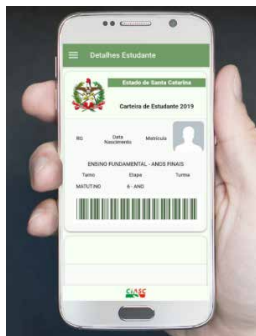 Detalhes Estudante
Estado de Santa Catarina
Carteira de Estudante 2019
RG Data Nascimento Matrícula
ENSINO FUNDAMENTAL - ANOS FINAIS
Turno Etapa Turma
MATUTINO 6 - ANO
CIASC